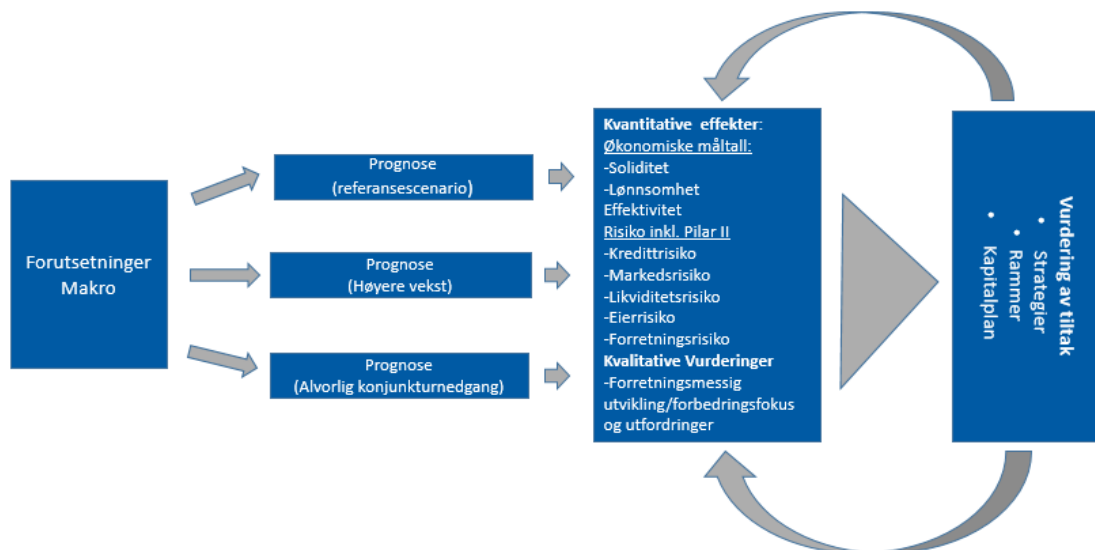 Forutsetninger
Makro
Prognose
(referansescenario)
Prognose
(Høyere vekst)
Prognose
(Alvorlig konjunkturnedgang)
Kvantitative effekter:
Økonomiske måltall:
-Soliditet
-Lønnsomhet
Effektivitet
Risiko inkl. Pilar II
-Kredittrisiko
-Markedsrisiko
-Likviditetsrisiko
-Eierrisiko
-Forretningsrisiko
Kvalitative Vurderinger
-Forretningsmessig
utvikling/forbedringsfokus
og utfordringer
Vurdering av tiltak
• Strategier
• Rammer
• Kapitalplan